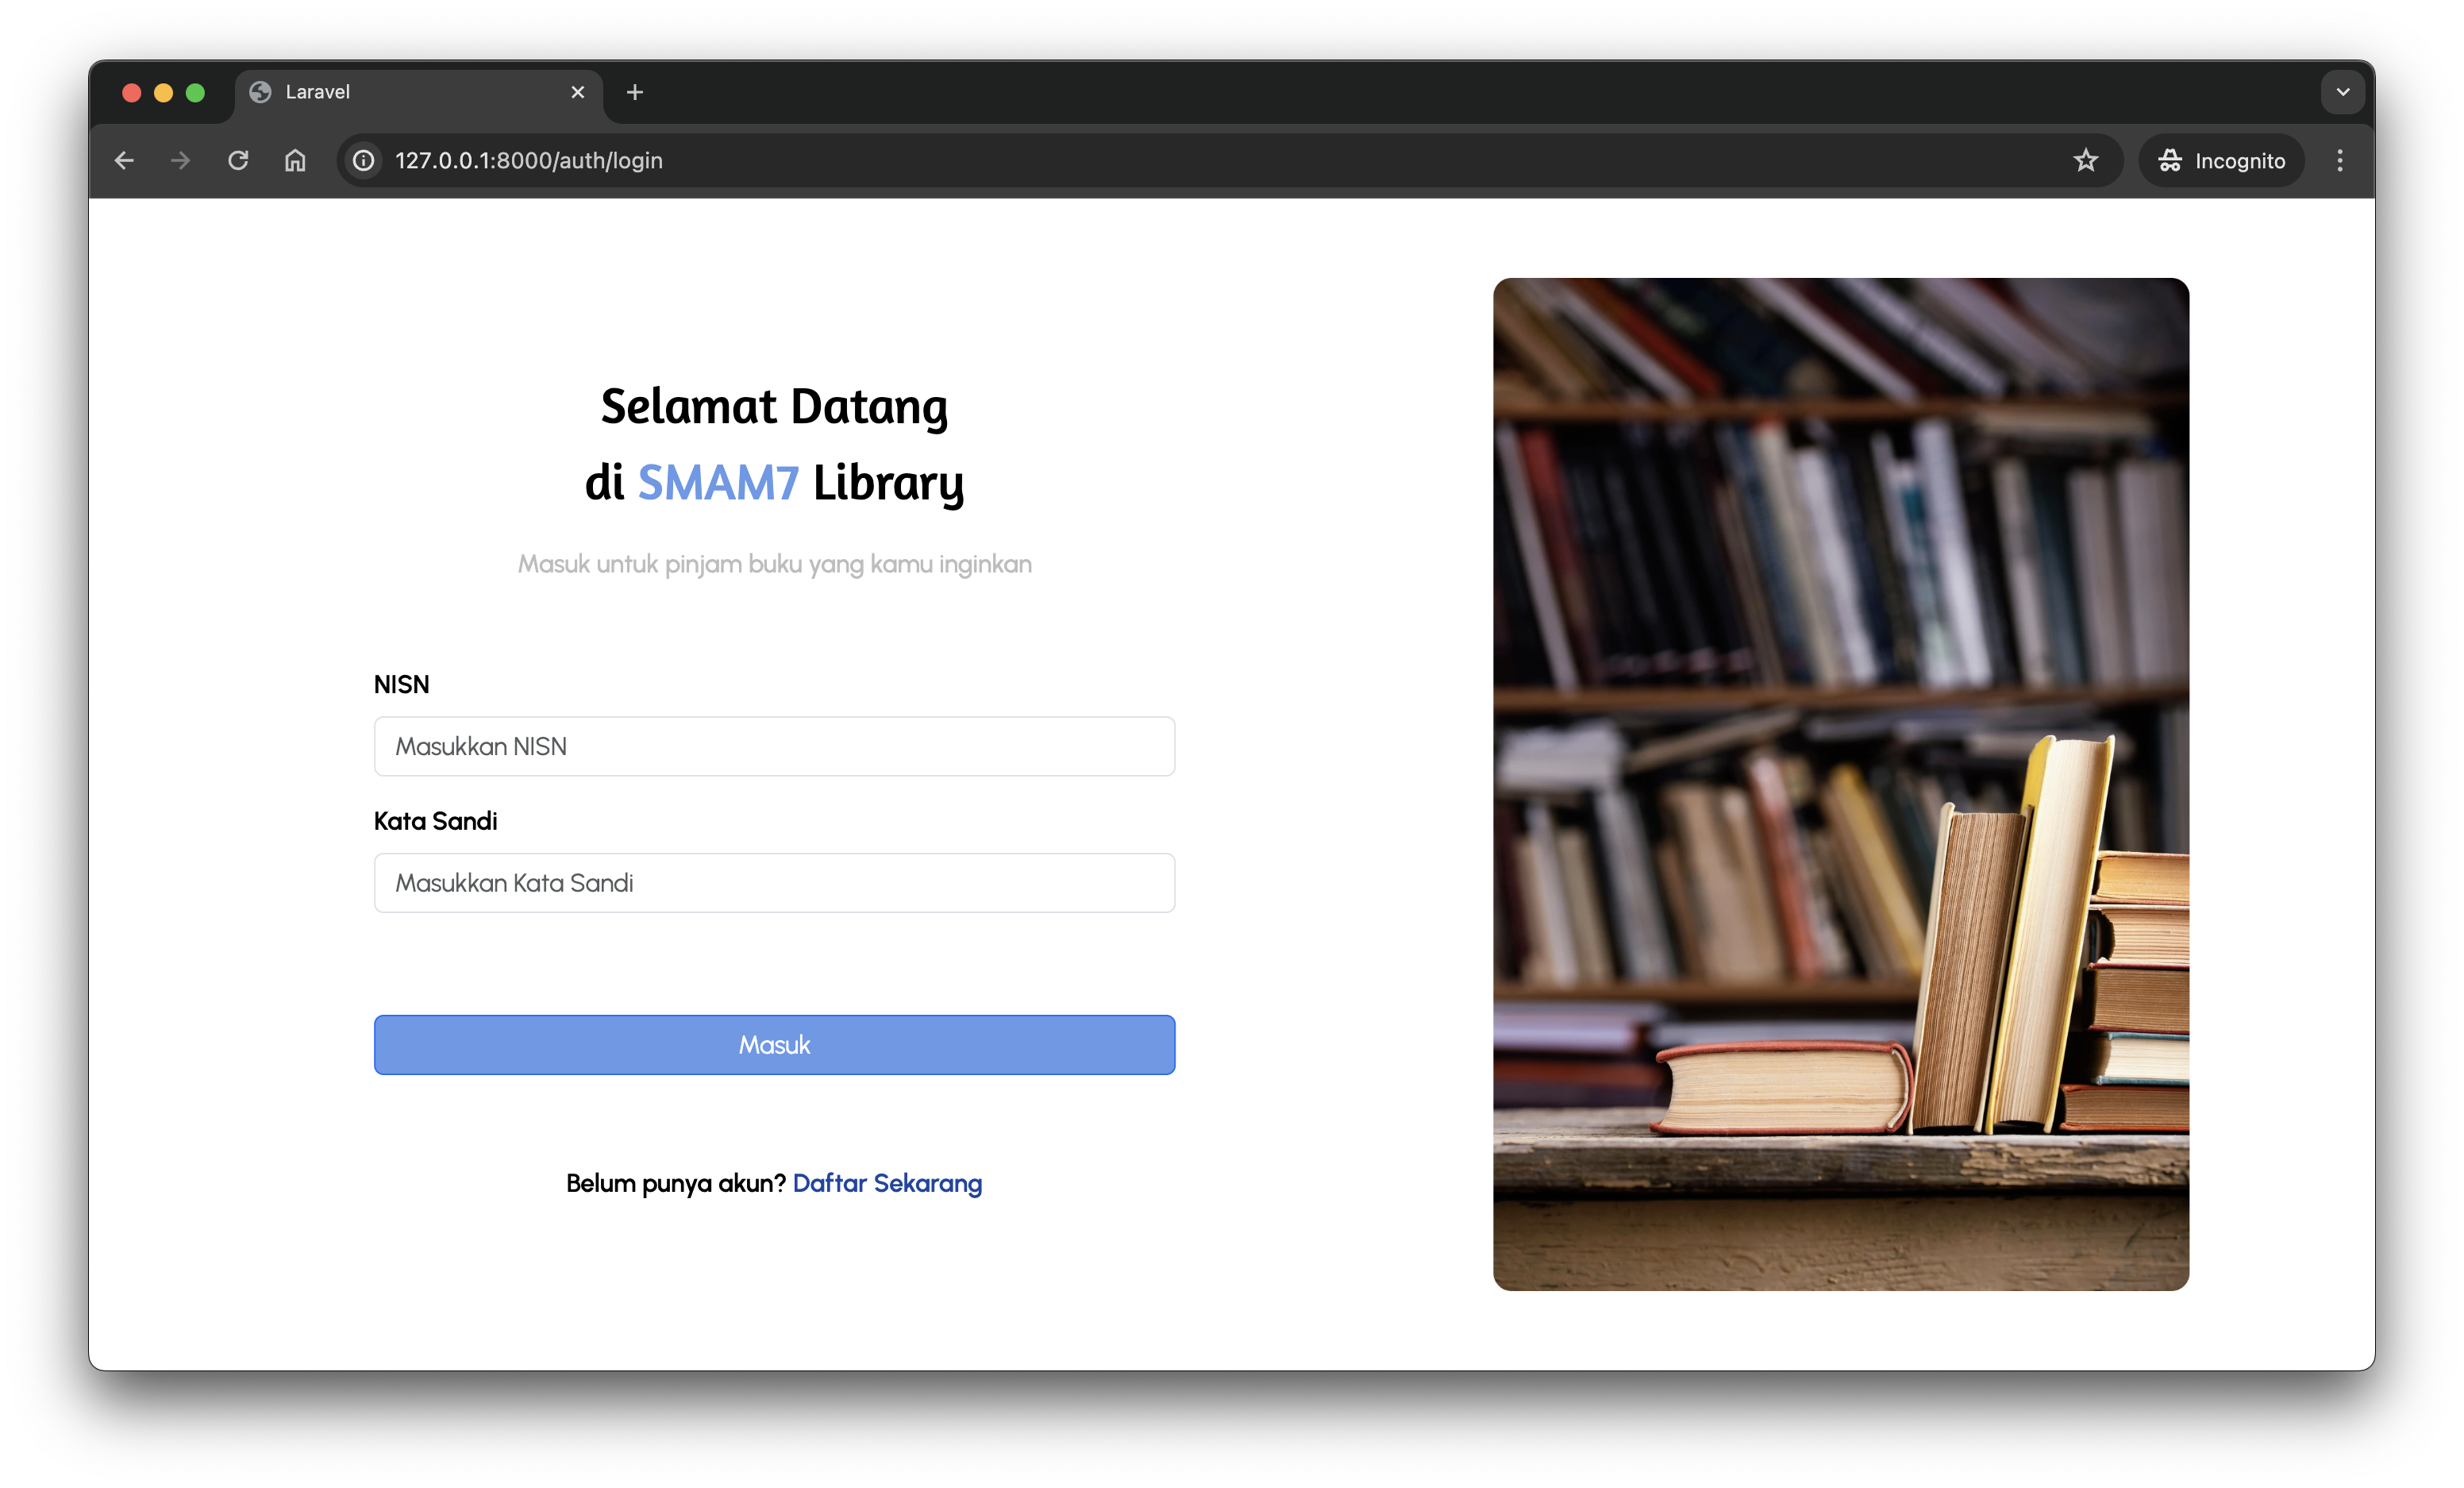 Laravel
127.0.0.1:8000/auth/login
Incognito
Selamat Datang
di SMAM7 Library
Masuk untuk pinjam buku yang kamu inginkan
NISN
Masukkan NISN
Kata Sandi
Masukkan Kata Sandi
Masuk
Belum punya akun? Daftar Sekarang